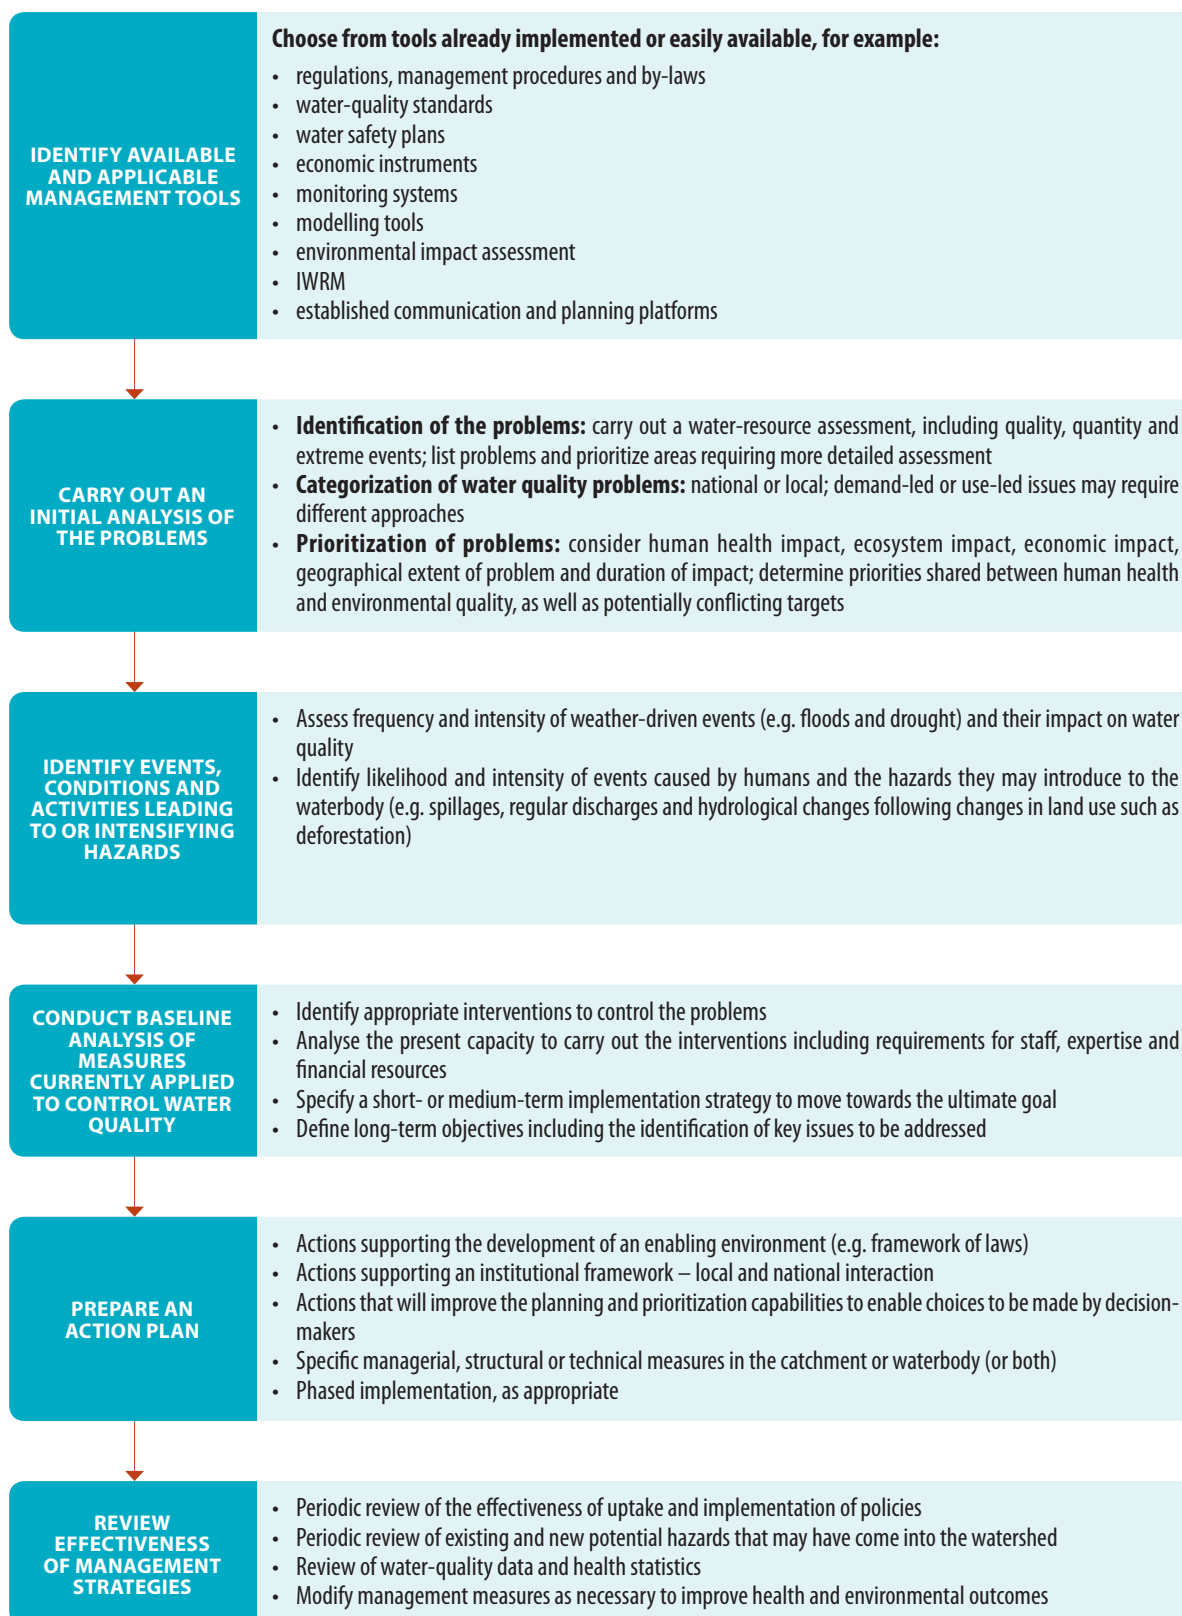 IDENTIFY AVAILABLE
AND APPLICABLE
MANAGEMENT TOOLS
Choose from tools already implemented or easily available, for example:
• regulations, management procedures and by-laws
• water-quality standards
• water safety plans
• economic instruments
• monitoring systems
• modelling tools
• environmental impact assessment
• IWRM
• established communication and planning platforms
CARRY OUT AN
INITIAL ANALYSIS OF
THE PROBLEMS
• Identification of the problems: carry out a water-resource assessment, including quality, quantity and
extreme events; list problems and prioritize areas requiring more detailed assessment
• Categorization of water quality problems: national or local; demand-led or use-led issues may require
different approaches
• Prioritization of problems: consider human health impact, ecosystem impact, economic impact,
geographical extent of problem and duration of impact; determine priorities shared between human health
and environmental quality, as well as potentially conflicting targets
IDENTIFY EVENTS,
CONDITIONS AND
ACTIVITIES LEADING
TO OR INTENSIFYING
HAZARDS
• Assess frequency and intensity of weather-driven events (e.g. floods and drought) and their impact on water
quality
• Identify likelihood and intensity of events caused by humans and the hazards they may introduce to the
waterbody (e.g. spillages, regular discharges and hydrological changes following changes in land use such as
deforestation)
CONDUCT BASELINE
ANALYSIS OF
MEASURES
CURRENTLY APPLIED
TO CONTROL WATER
QUALITY
• Identify appropriate interventions to control the problems
• Analyse the present capacity to carry out the interventions including requirements for staff, expertise and
financial resources
• Specify a short- or medium-term implementation strategy to move towards the ultimate goal
• Define long-term objectives including the identification of key issues to be addressed
PREPARE AN
ACTION PLAN
• Actions supporting the development of an enabling environment (e.g. framework of laws)
• Actions supporting an institutional framework – local and national interaction
• Actions that will improve the planning and prioritization capabilities to enable choices to be made by decision-
makers
• Specific managerial, structural or technical measures in the catchment or waterbody (or both)
• Phased implementation, as appropriate
REVIEW
EFFECTIVENESS
OF MANAGEMENT
STRATEGIES
• Periodic review of the effectiveness of uptake and implementation of policies
• Periodic review of existing and new potential hazards that may have come into the watershed
• Review of water-quality data and health statistics
• Modify management measures as necessary to improve health and environmental outcomes